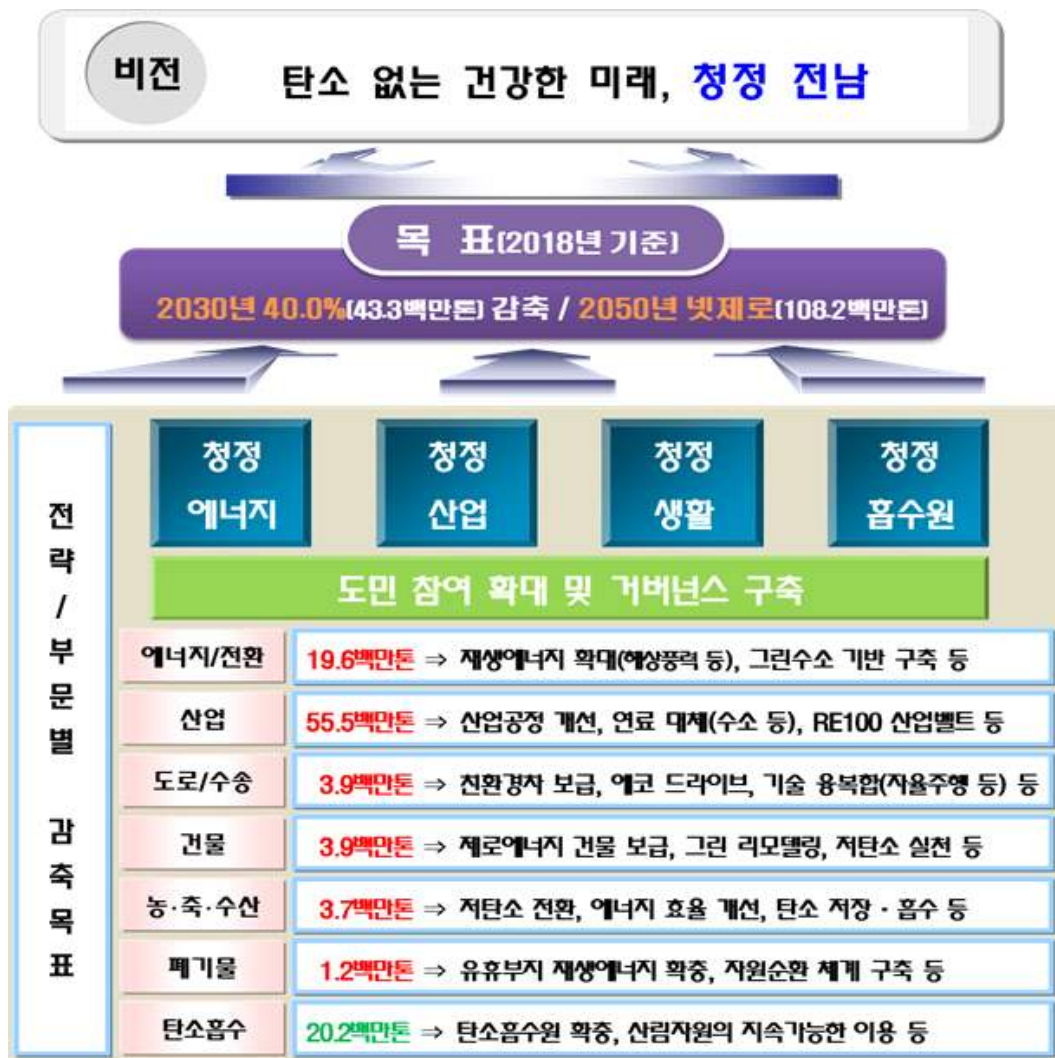 비전
탄소 없는 건강한 미래, 청정 전남
목 표(2018년 기준)
2030년 40.0%(43.3백만톤) 감축 / 2050년 넷제로(108.2백만톤)
전략/부문별 감축목표
청정 에너지
청정 산업
청정 생활
청정 흡수원
도민 참여 확대 및 거버넌스 구축
에너지/전환
19.6백만톤 ⇒ 재생에너지 확대(해상풍력 등), 그린수소 기반 구축 등
산업
55.5백만톤 ⇒ 산업공정 개선, 연료 대체(수소 등), RE100 산업벨트 등
도로/수송
3.9백만톤 ⇒ 친환경차 보급, 에코 드라이브, 기술 융복합(자율주행 등) 등
건물
3.9백만톤 ⇒ 제로에너지 건물 보급, 그린 리모델링, 저탄소 실천 등
농·축·수산
3.7백만톤 ⇒ 저탄소 전환, 에너지 효율 개선, 탄소 저장·흡수 등
폐기물
1.2백만톤 ⇒ 유휴부지 재생에너지 확충, 자원순환 체계 구축 등
탄소흡수
20.2백만톤 ⇒ 탄소흡수원 확충, 산림자원의 지속가능한 이용 등